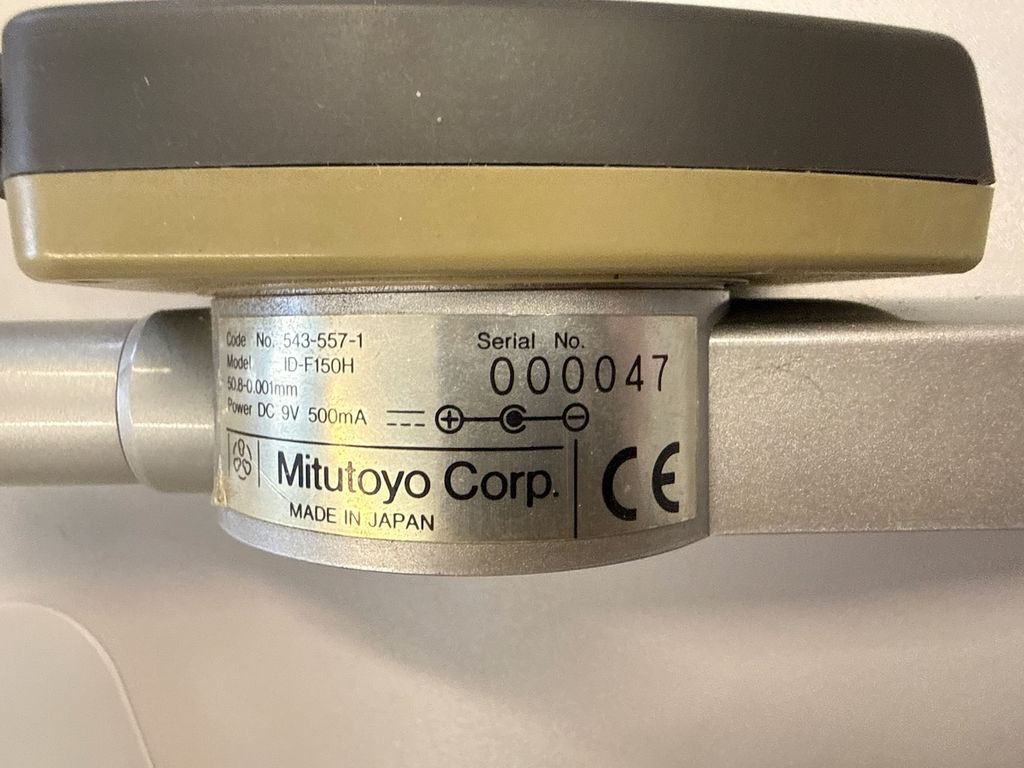 Code No. 543-557-1
Model ID-F150H
50.8-0.001mm
Power DC 9V 500mA
Serial No.
000047
Mitutoyo Corp.
MADE IN JAPAN
CE